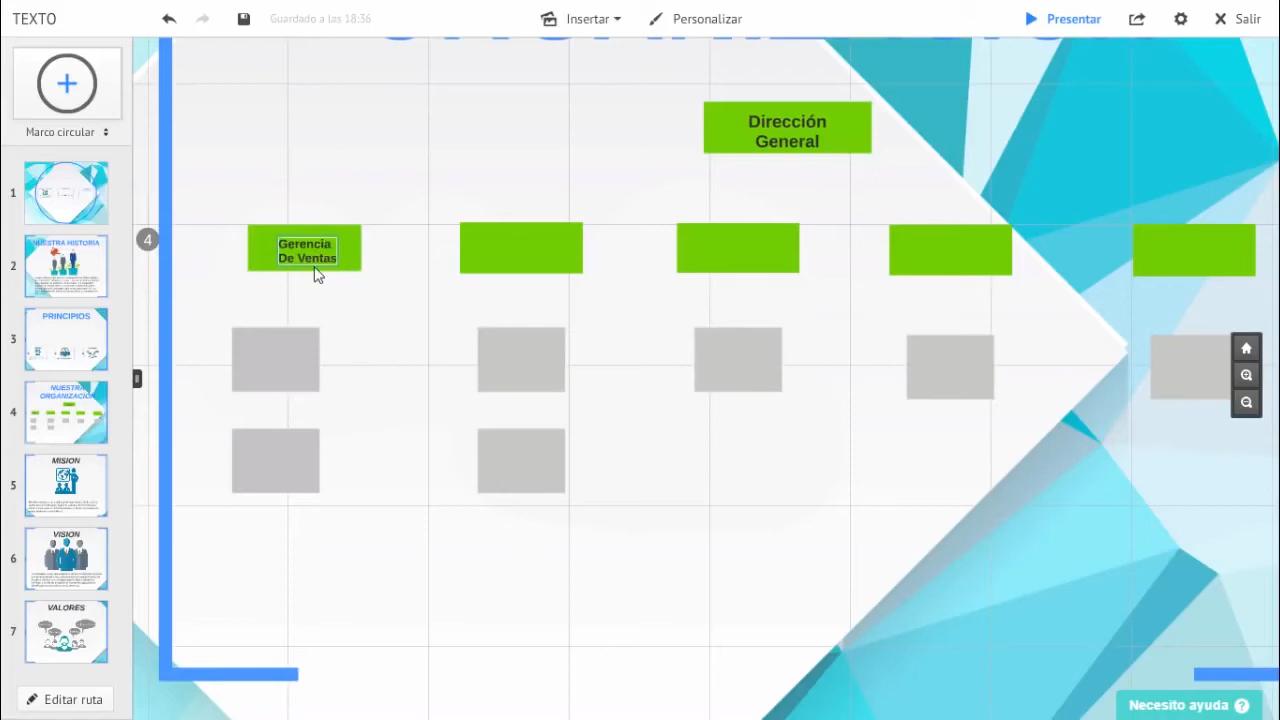 TEXTO
Guardado a las 18:36
Insertar
Personalizar
Presentar
Salir
Marco circular
1
2
NUESTRA HISTORIA
3
PRINCIPIOS
4
NUESTRA
ORGANIZACIÓN
5
MISION
6
VISION
7
VALORES
Editar ruta
4
Dirección
General
Gerencia
De Ventas
Necesito ayuda ?